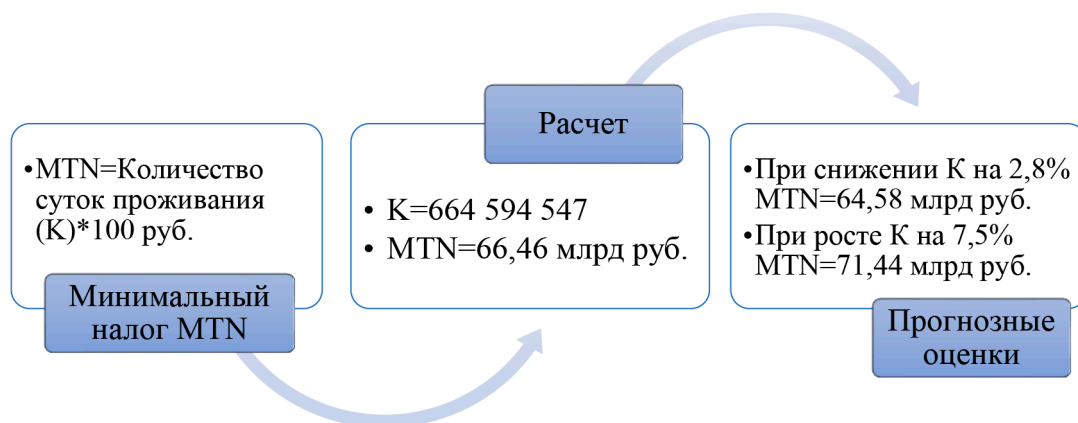 •МTN=Количество
суток проживания
(K)*100 руб.
Минимальный
налог MTN
Расчет
• K=664 594 547
• MTN=66,46 млрд руб.
•При снижении К на 2,8%
MTN=64,58 млрд руб.
•При росте К на 7,5%
MTN=71,44 млрд руб.
Прогнозные
оценки